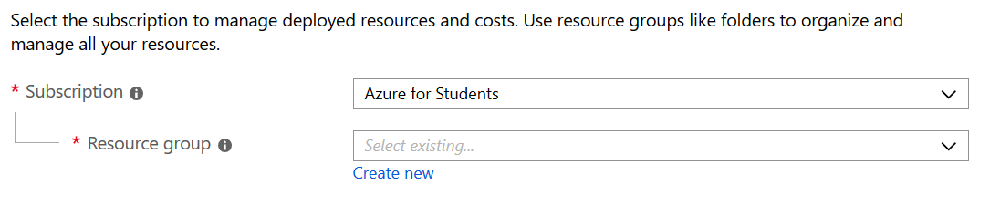 Select the subscription to manage deployed resources and costs. Use resource groups like folders to organize and
manage all your resources.
* Subscription
Azure for Students
* Resource group
Select existing...
Create new